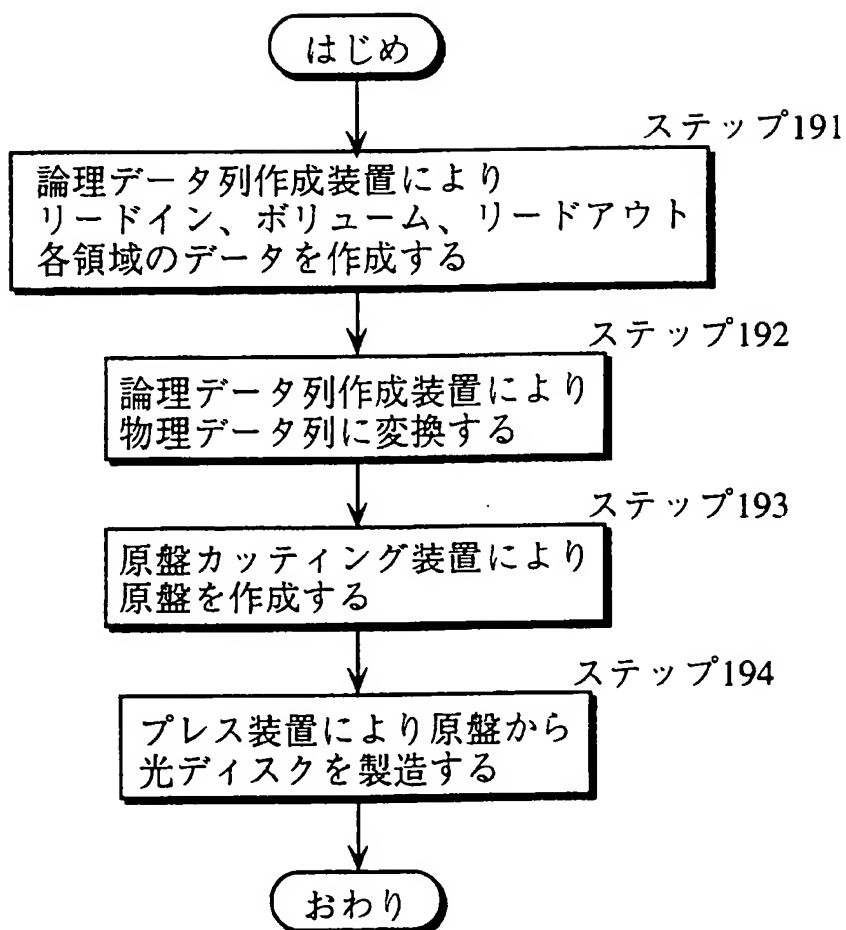 はじめ
ステップ191
論理データ列作成装置により
リードイン、ボリューム、リードアウト
各領域のデータを作成する
ステップ192
論理データ列作成装置により
物理データ列に変換する
ステップ193
原盤カッティング装置により
原盤を作成する
ステップ194
プレス装置により原盤から
光ディスクを製造する
おわり